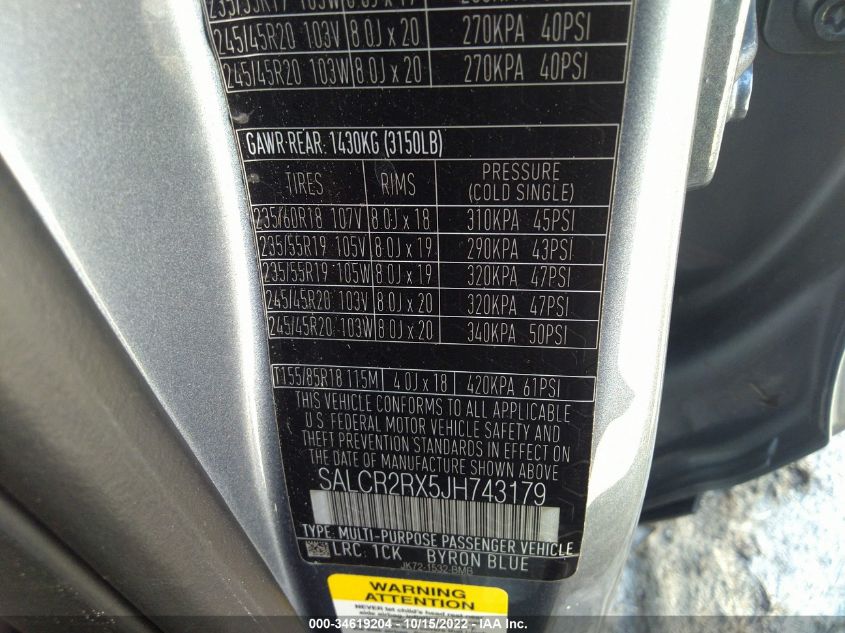 245/45R20 103V 8.0J x 20 270KPA 40PSI
245/45R20 103W 8.0J x 20 270KPA 40PSI
GAWR-REAR: 1430KG (3150LB)
TIRES RIMS PRESSURE
(COLD SINGLE)
235/60R18 107V 8.0J x 18 310KPA 45PSI
235/55R19 105V 8.0J x 19 290KPA 43PSI
235/55R19 105W 8.0J x 19 320KPA 47PSI
245/45R20 103V 8.0J x 20 320KPA 47PSI
245/45R20 103W 8.0J x 20 340KPA 50PSI
T155/85R18 115M 4.0J x 18 420KPA 61PSI
THIS VEHICLE CONFORMS TO ALL APPLICABLE
U.S. FEDERAL MOTOR VEHICLE SAFETY AND
THEFT PREVENTION STANDARDS IN EFFECT ON
THE DATE OF MANUFACTURE SHOWN ABOVE
SALCR2RX5JH743179
TYPE: MULTI-PURPOSE PASSENGER VEHICLE
LRC: 1CK BYRON BLUE
JK72-1532-BMB
WARNING
ATTENTION
NEVER let child's head rest
000-34619204 - 10/15/2022 - IAA Inc.